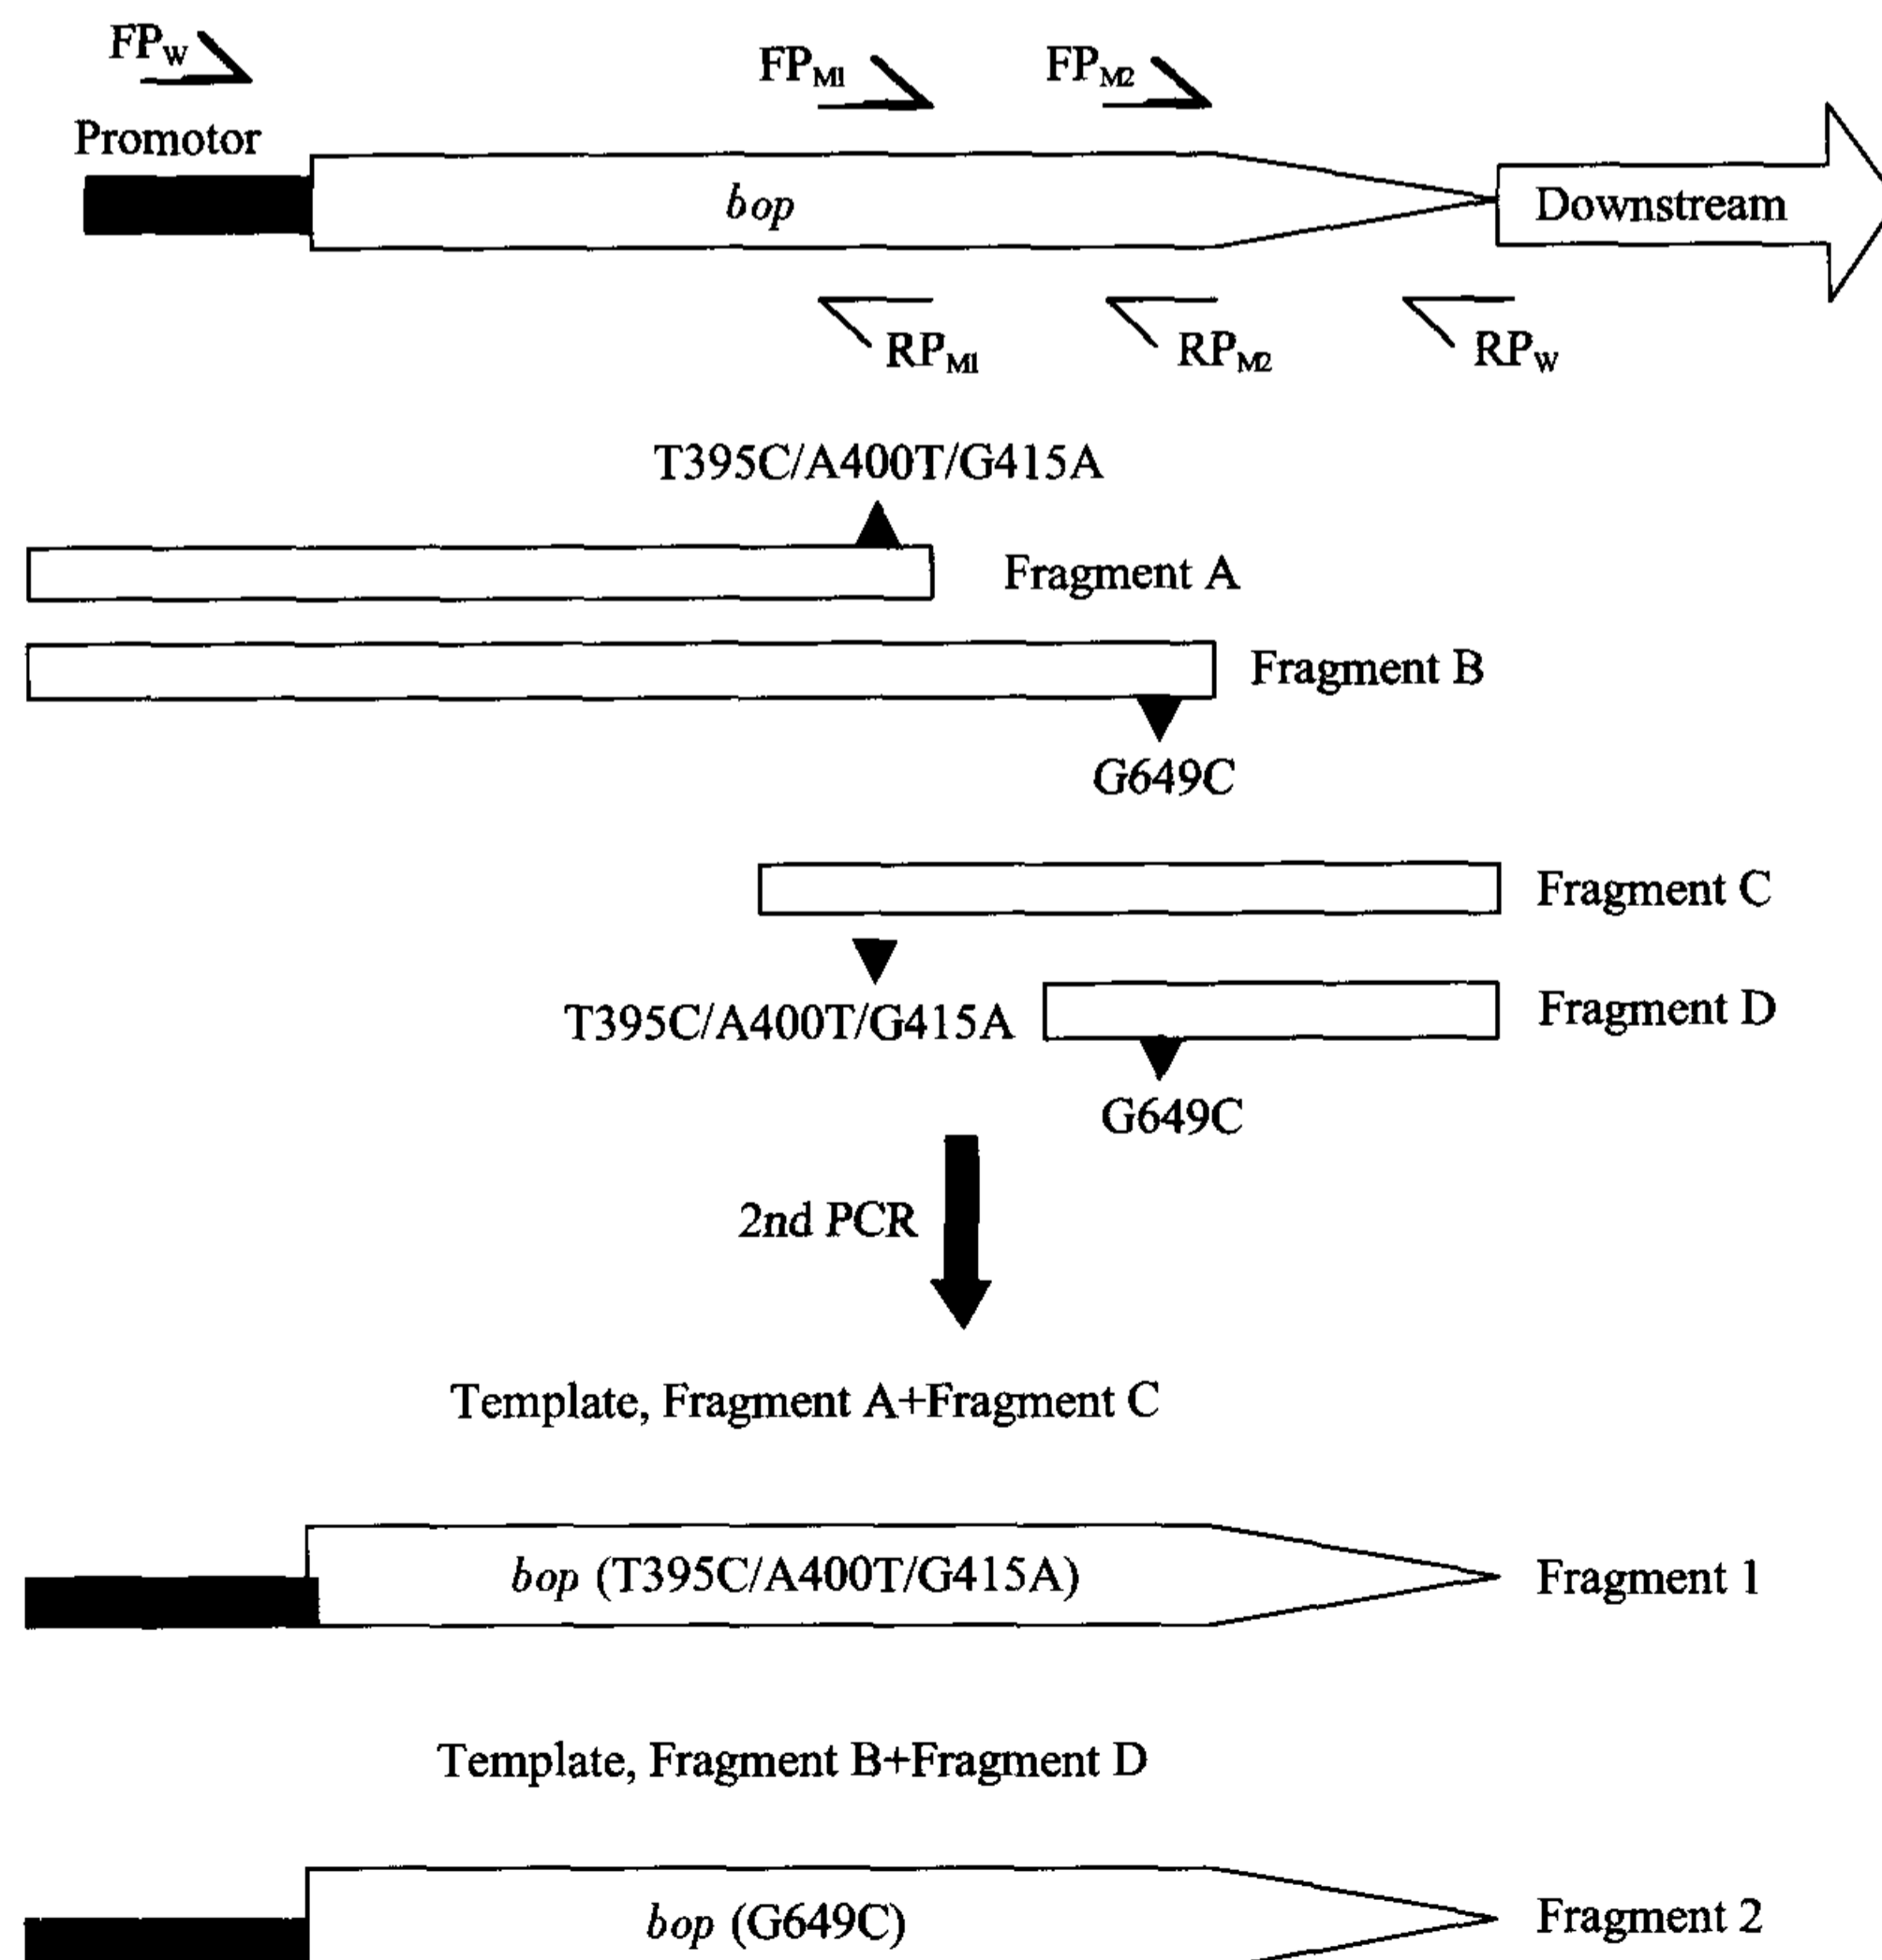 FPW
FPM1
FPM2
Promotor
bop
Downstream
RPM1
RPM2
RPW
T395C/A400T/G415A
Fragment A
Fragment B
G649C
Fragment C
T395C/A400T/G415A
Fragment D
G649C
2nd PCR
Template, Fragment A+Fragment C
bop (T395C/A400T/G415A)
Fragment 1
Template, Fragment B+Fragment D
bop (G649C)
Fragment 2